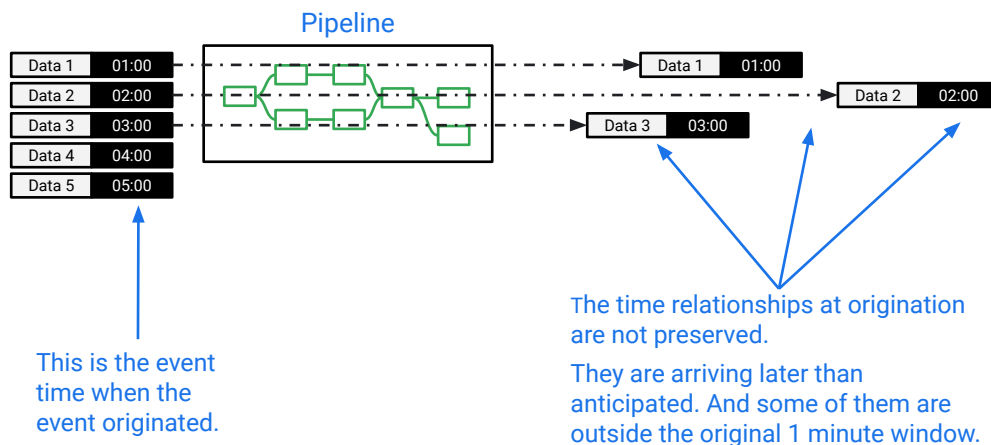 Pipeline
Data 1 01:00
Data 2 02:00
Data 3 03:00
Data 4 04:00
Data 5 05:00
Data 1 01:00
Data 2 02:00
Data 3 03:00
This is the event
time when the
event originated.
The time relationships at origination
are not preserved.
They are arriving later than
anticipated. And some of them are
outside the original 1 minute window.